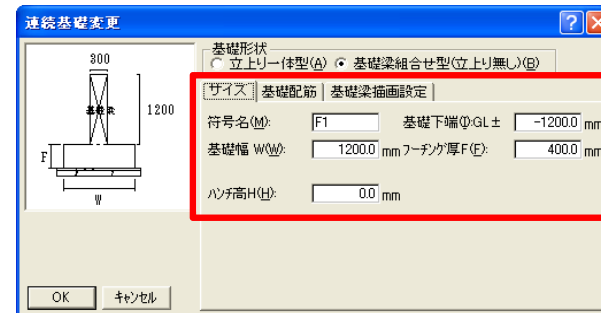 連続基礎変更
基礎形状
立上り一体型(A) 基礎梁組合せ型(立上り無し)(B)
サイズ 基礎配筋 基礎梁描画設定
符号名(M): F1 基礎下端(I):GL± -1200.0 mm
基礎幅 W(W): 1200.0 mm フーチング厚F(F): 400.0 mm
ハンチ高H(H): 0.0 mm
300
基礎梁
1200
F
W
OK キャンセル